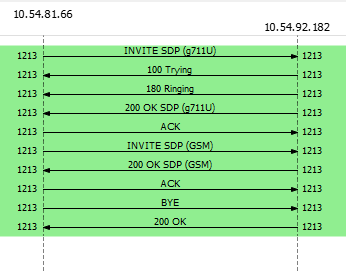 10.54.81.66
10.54.92.182
1213 INVITE SDP (g711U) 1213
1213 100 Trying 1213
1213 180 Ringing 1213
1213 200 OK SDP (g711U) 1213
1213 ACK 1213
1213 INVITE SDP (GSM) 1213
1213 200 OK SDP (GSM) 1213
1213 ACK 1213
1213 BYE 1213
1213 200 OK 1213